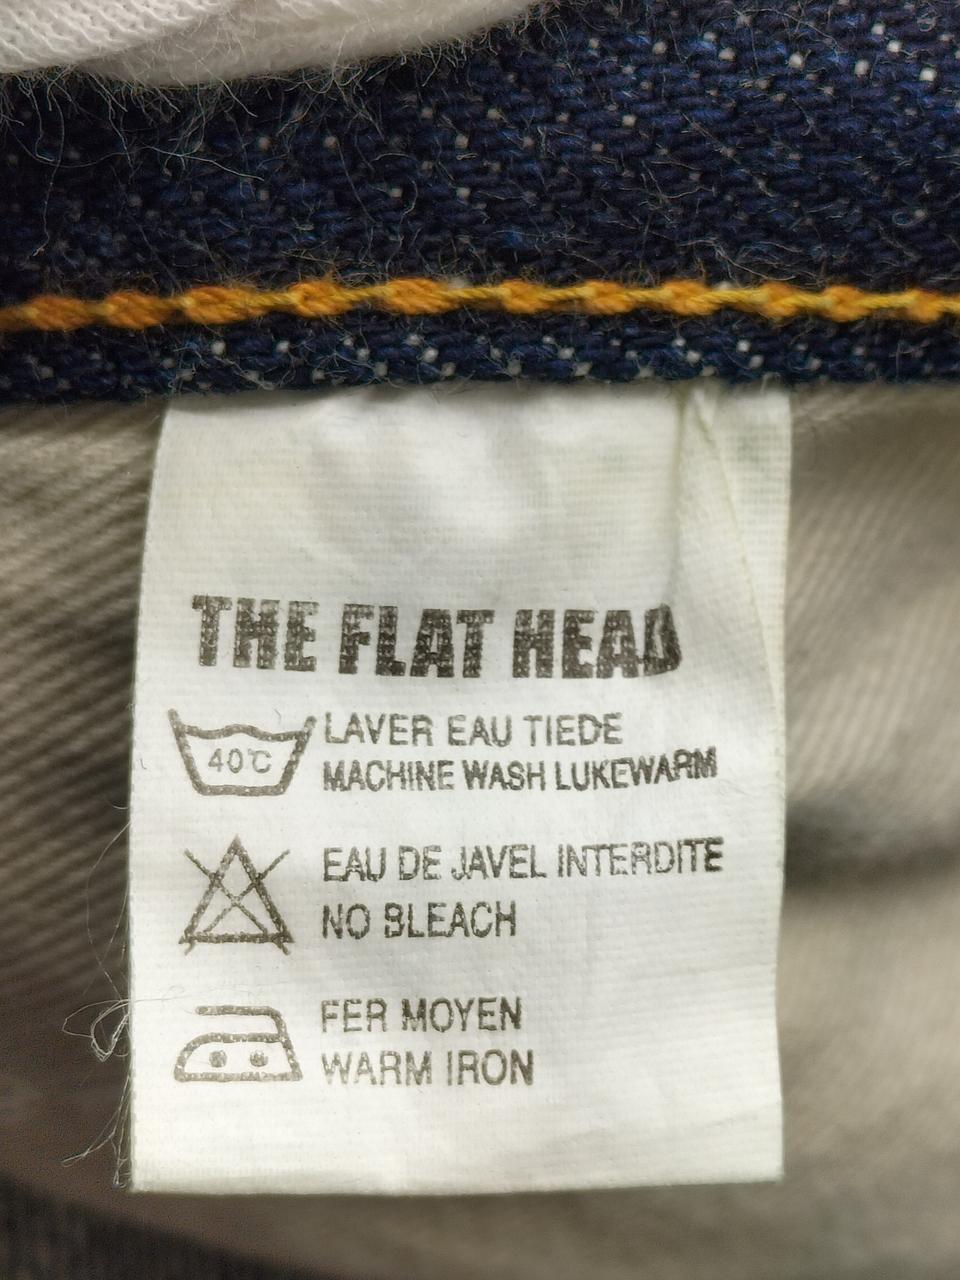 THE FLAT HEAD
40℃
LAVER EAU TIEDE
MACHINE WASH LUKEWARM
EAU DE JAVEL INTERDITE
NO BLEACH
FER MOYEN
WARM IRON